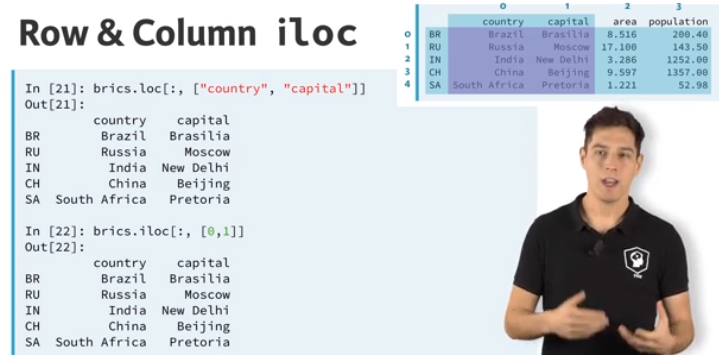 Row & Column iloc
0 1 2 3
country capital area population
0 BR Brazil Brasilia 8.516 200.40
1 RU Russia Moscow 17.100 143.50
2 IN India New Delhi 3.286 1252.00
3 CH China Beijing 9.597 1357.00
4 SA South Africa Pretoria 1.221 52.98
In [21]: brics.loc[:, ["country", "capital"]]
Out[21]:
country capital
BR Brazil Brasilia
RU Russia Moscow
IN India New Delhi
CH China Beijing
SA South Africa Pretoria
In [22]: brics.iloc[:, [0,1]]
Out[22]:
country capital
BR Brazil Brasilia
RU Russia Moscow
IN India New Delhi
CH China Beijing
SA South Africa Pretoria